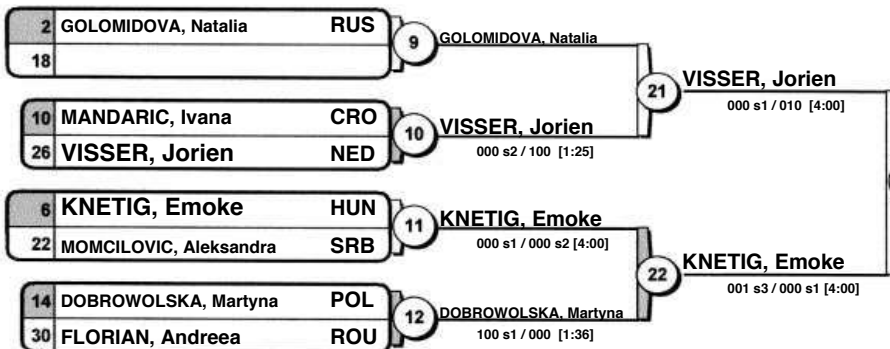 2 GOLOMIDOVA, Natalia RUS
18
9
GOLOMIDOVA, Natalia
10 MANDARIC, Ivana CRO
26 VISSER, Jorien NED
10
VISSER, Jorien
000 s2 / 100 [1:25]
21
VISSER, Jorien
000 s1 / 010 [4:00]
6 KNETIG, Emoke HUN
22 MOMCILOVIC, Aleksandra SRB
11
KNETIG, Emoke
000 s1 / 000 s2 [4:00]
14 DOBROWOLSKA, Martyna POL
30 FLORIAN, Andreea ROU
12
DOBROWOLSKA, Martyna
100 s1 / 000 [1:36]
22
KNETIG, Emoke
001 s3 / 000 s1 [4:00]